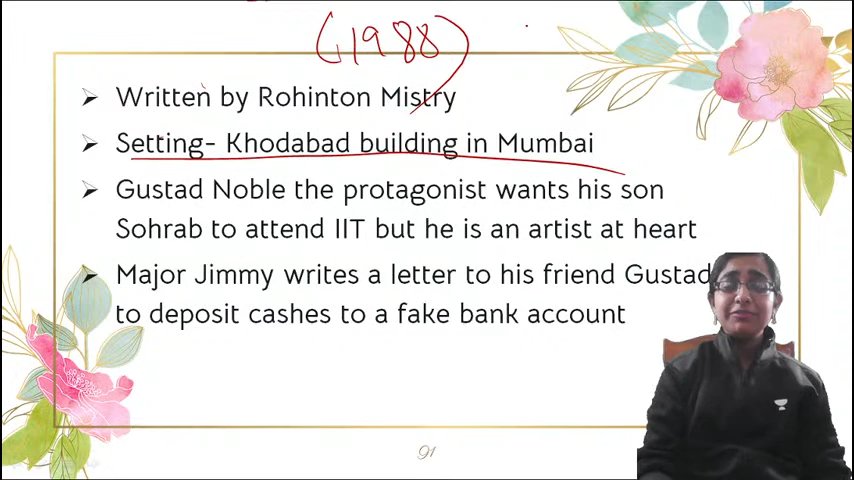 (1988)
Written by Rohinton Mistry
Setting- Khodabad building in Mumbai
Gustad Noble the protagonist wants his son
Sohrab to attend IIT but he is an artist at heart
Major Jimmy writes a letter to his friend Gustad
to deposit cashes to a fake bank account
91